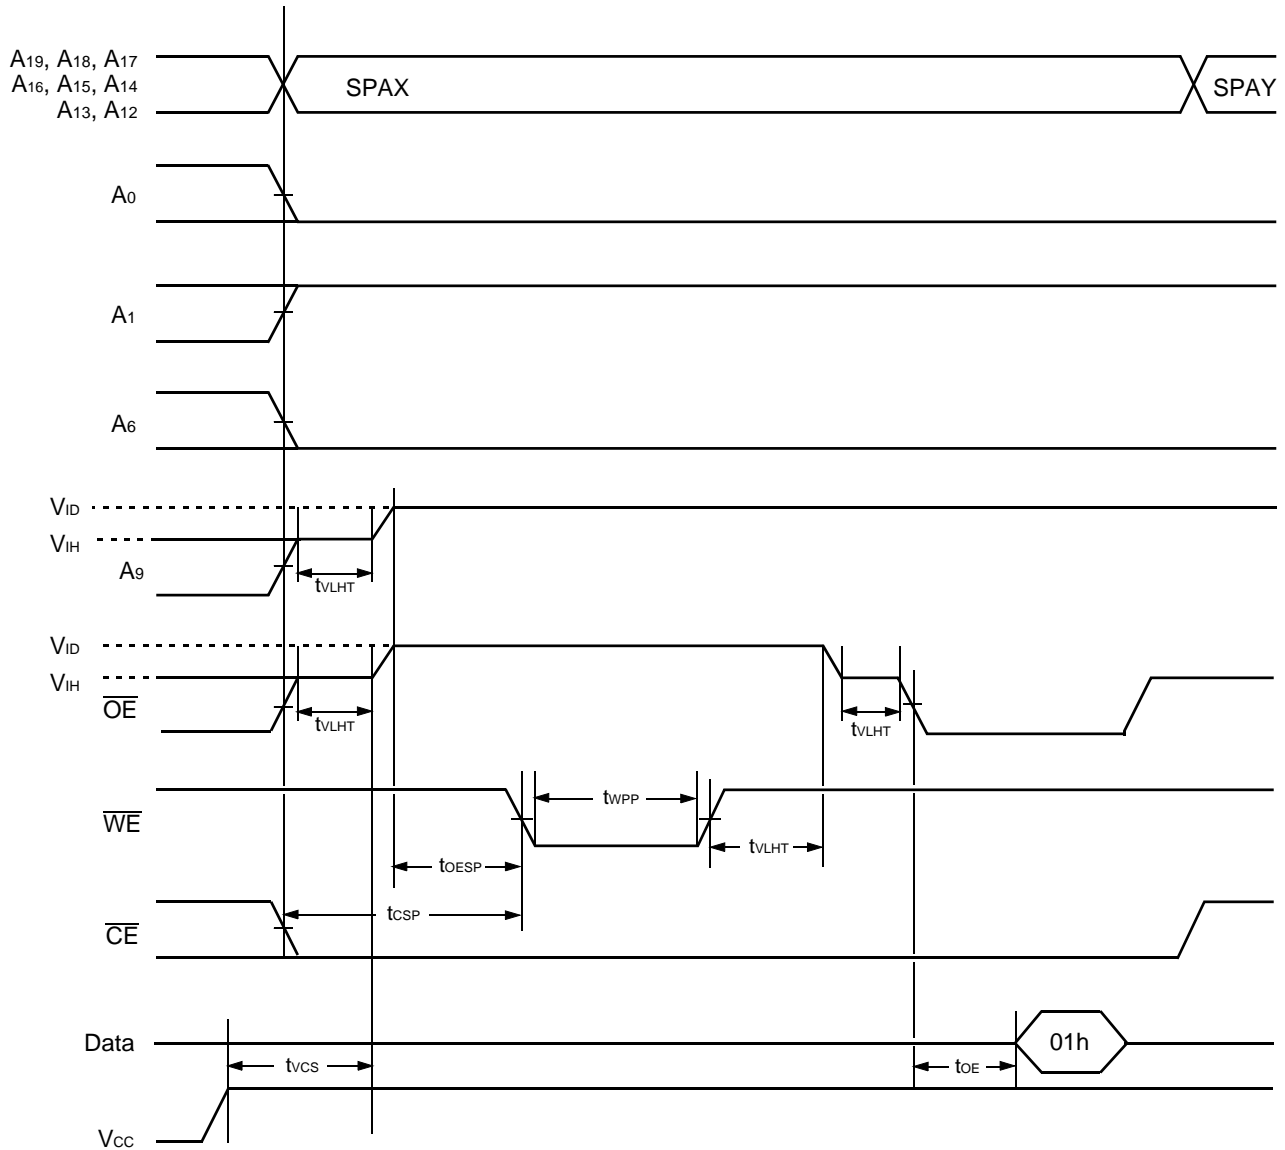 A19, A18, A17
A16, A15, A14
A13, A12
SPAX
SPAY
A0
A1
A6
VID
VIH
A9
tVLHT
VID
VIH
OE
tVLHT
tVLHT
WE
tWPP
tOESP
tVLHT
tCSP
CE
Data
01h
tVCS
tOE
VCC